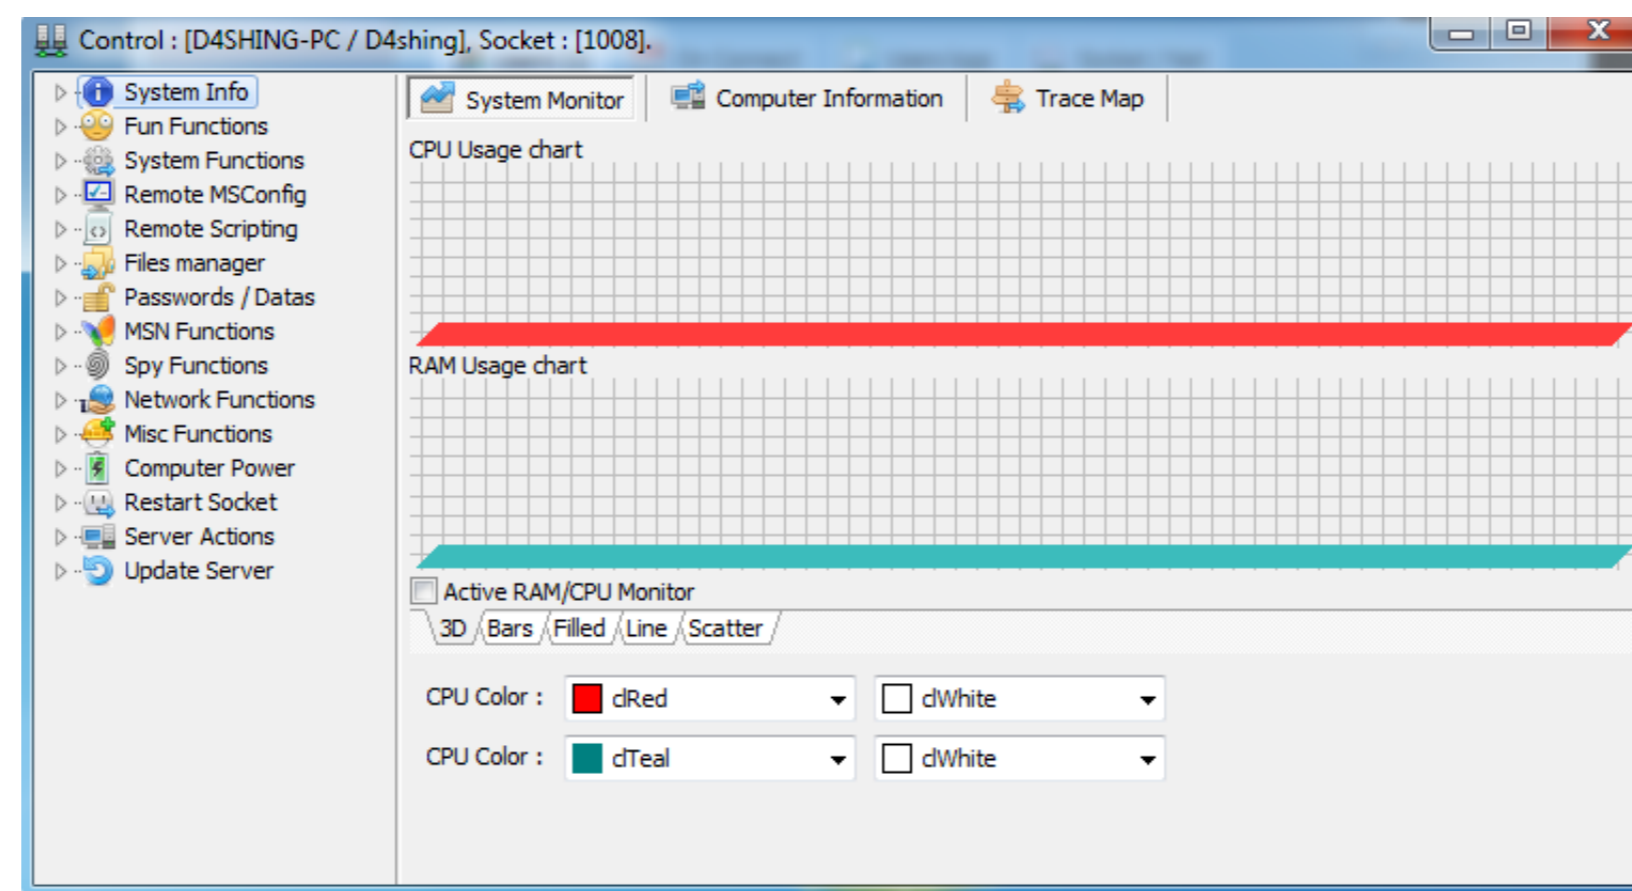 Control : [D4SHING-PC / D4shing], Socket : [1008].
System Info
Fun Functions
System Functions
Remote MSConfig
Remote Scripting
Files manager
Passwords / Datas
MSN Functions
Spy Functions
Network Functions
Misc Functions
Computer Power
Restart Socket
Server Actions
Update Server
System Monitor Computer Information Trace Map
CPU Usage chart
RAM Usage chart
Active RAM/CPU Monitor
3D Bars Filled Line Scatter
CPU Color : clRed clWhite
CPU Color : clTeal clWhite